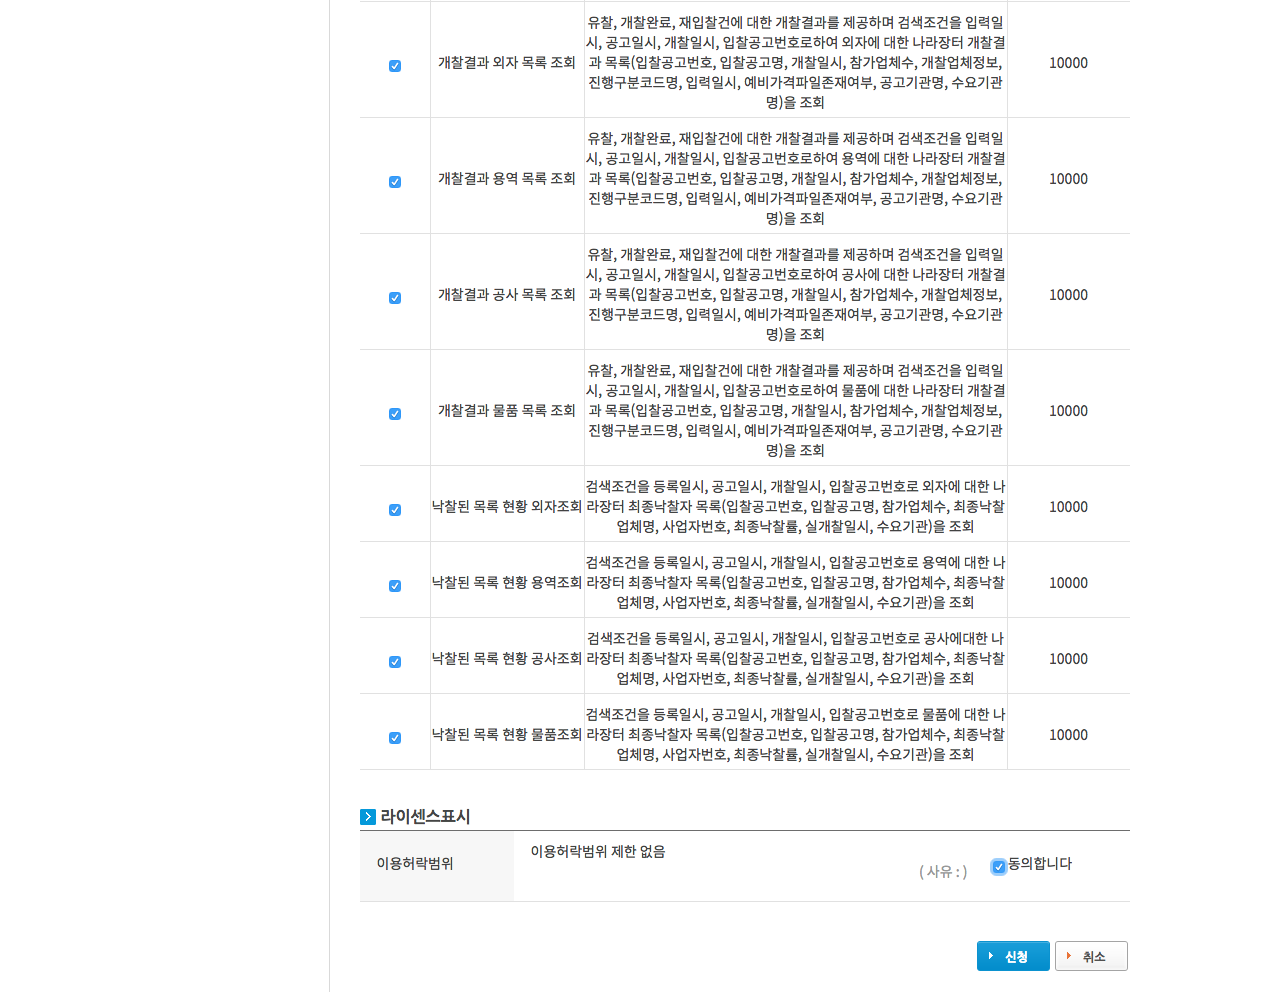 유찰, 개찰완료, 재입찰건에 대한 개찰결과를 제공하며 검색조건을 입력일
시, 공고일시, 개찰일시, 입찰공고번호로하여 외자에 대한 나라장터 개찰결
개찰결과 외자 목록 조회
과 목록(입찰공고번호, 입찰공고명, 개찰일시, 참가업체수, 개찰업체정보,
10000
진행구분코드명, 입력일시, 예비가격파일존재여부, 공고기관명, 수요기관
명)을 조회
유찰, 개찰완료, 재입찰건에 대한 개찰결과를 제공하며 검색조건을 입력일
시, 공고일시, 개찰일시, 입찰공고번호로하여 용역에 대한 나라장터 개찰결
개찰결과 용역 목록 조회
과 목록(입찰공고번호, 입찰공고명, 개찰일시, 참가업체수, 개찰업체정보,
10000
진행구분코드명, 입력일시, 예비가격파일존재여부, 공고기관명, 수요기관
명)을 조회
유찰, 개찰완료, 재입찰건에 대한 개찰결과를 제공하며 검색조건을 입력일
시, 공고일시, 개찰일시, 입찰공고번호로하여 공사에 대한 나라장터 개찰결
개찰결과 공사 목록 조회
과 목록(입찰공고번호, 입찰공고명, 개찰일시, 참가업체수, 개찰업체정보,
10000
진행구분코드명, 입력일시, 예비가격파일존재여부, 공고기관명, 수요기관
명)을 조회
유찰, 개찰완료, 재입찰건에 대한 개찰결과를 제공하며 검색조건을 입력일
시, 공고일시, 개찰일시, 입찰공고번호로하여 물품에 대한 나라장터 개찰결
개찰결과 물품 목록 조회
과 목록(입찰공고번호, 입찰공고명, 개찰일시, 참가업체수, 개찰업체정보,
10000
진행구분코드명, 입력일시, 예비가격파일존재여부, 공고기관명, 수요기관
명)을 조회
검색조건을 등록일시, 공고일시, 개찰일시, 입찰공고번호로 외자에 대한 나
낙찰된 목록 현황 외자조회
라장터 최종낙찰자 목록(입찰공고번호, 입찰공고명, 참가업체수, 최종낙찰
10000
업체명, 사업자번호, 최종낙찰률, 실개찰일시, 수요기관)을 조회
검색조건을 등록일시, 공고일시, 개찰일시, 입찰공고번호로 용역에 대한 나
낙찰된 목록 현황 용역조회
라장터 최종낙찰자 목록(입찰공고번호, 입찰공고명, 참가업체수, 최종낙찰
10000
업체명, 사업자번호, 최종낙찰률, 실개찰일시, 수요기관)을 조회
검색조건을 등록일시, 공고일시, 개찰일시, 입찰공고번호로 공사에대한 나
낙찰된 목록 현황 공사조회
라장터 최종낙찰자 목록(입찰공고번호, 입찰공고명, 참가업체수, 최종낙찰
10000
업체명, 사업자번호, 최종낙찰률, 실개찰일시, 수요기관)을 조회
검색조건을 등록일시, 공고일시, 개찰일시, 입찰공고번호로 물품에 대한 나
낙찰된 목록 현황 물품조회
라장터 최종낙찰자 목록(입찰공고번호, 입찰공고명, 참가업체수, 최종낙찰
10000
업체명, 사업자번호, 최종낙찰률, 실개찰일시, 수요기관)을 조회
라이센스표시
이용허락범위
이용허락범위 제한 없음
( 사유 : )
동의합니다
신청
취소